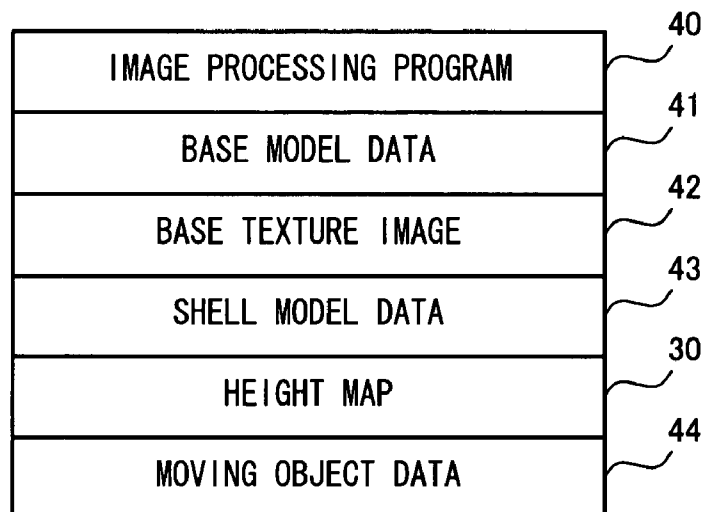 40
IMAGE PROCESSING PROGRAM
41
BASE MODEL DATA
42
BASE TEXTURE IMAGE
43
SHELL MODEL DATA
30
HEIGHT MAP
44
MOVING OBJECT DATA